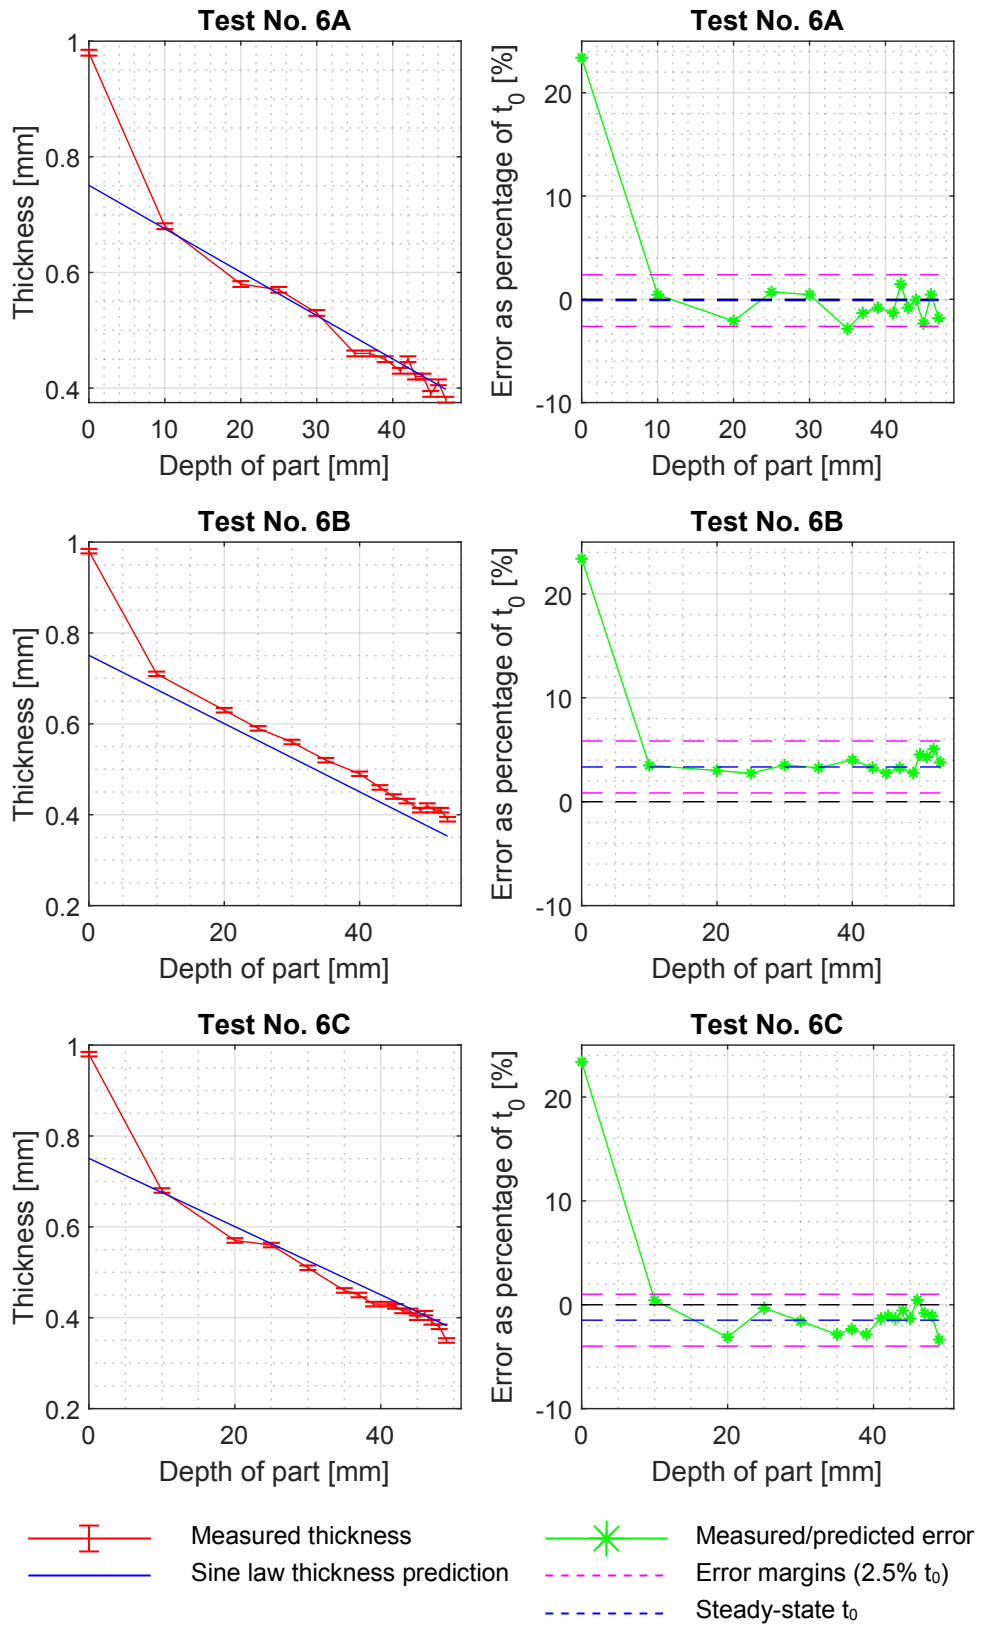 Test No. 6A
Thickness [mm]
1
0.8
0.6
0.4
0 10 20 30 40
Depth of part [mm]
Test No. 6A
Error as percentage of t0 [%]
20
10
0
-10
0 10 20 30 40
Depth of part [mm]
Test No. 6B
Thickness [mm]
1
0.8
0.6
0.4
0.2
0 20 40
Depth of part [mm]
Test No. 6B
Error as percentage of t0 [%]
20
10
0
-10
0 20 40
Depth of part [mm]
Test No. 6C
Thickness [mm]
1
0.8
0.6
0.4
0.2
0 20 40
Depth of part [mm]
Test No. 6C
Error as percentage of t0 [%]
20
10
0
-10
0 20 40
Depth of part [mm]
Measured thickness
Sine law thickness prediction
Measured/predicted error
Error margins (2.5% t0)
Steady-state t0